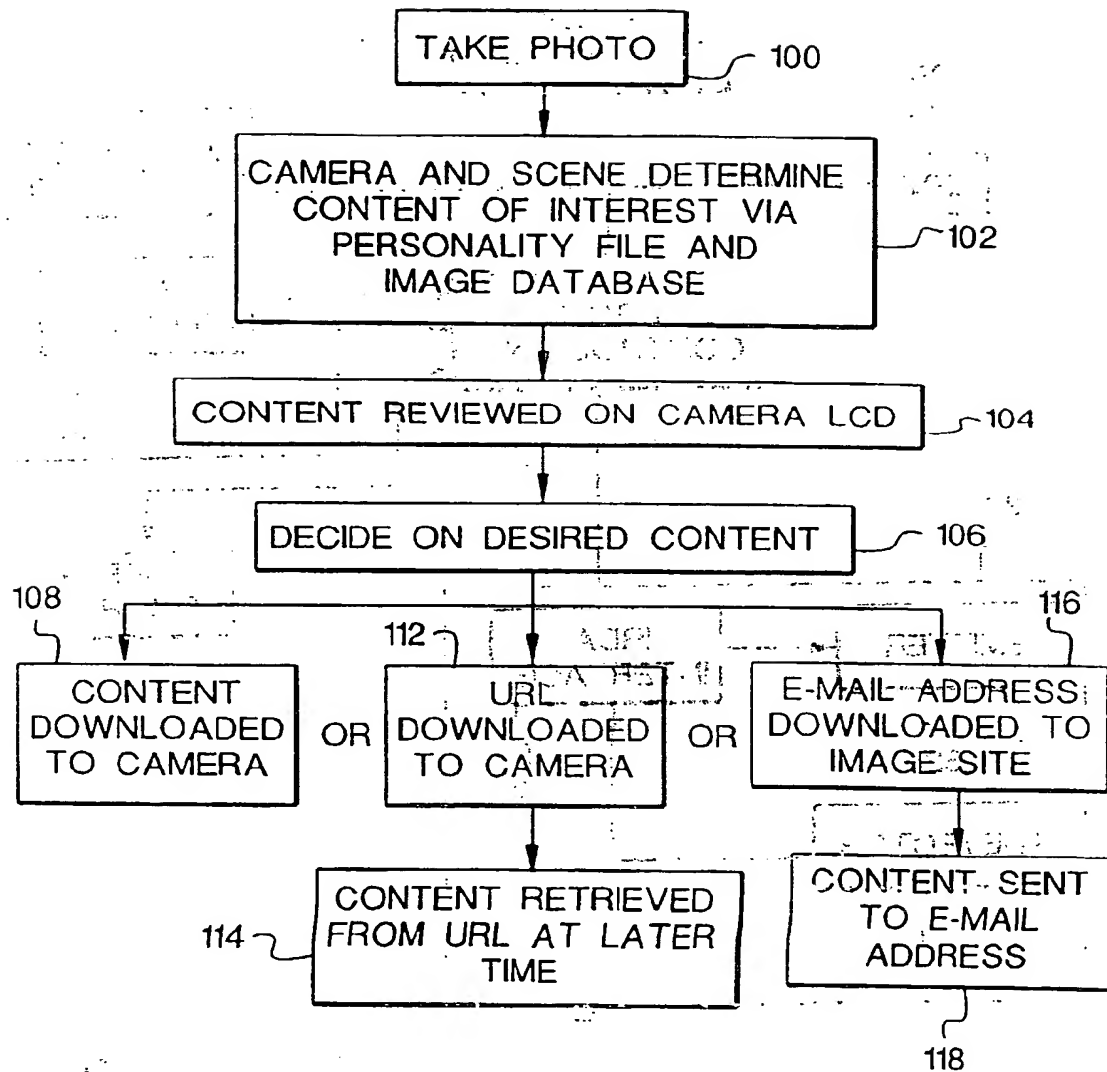 TAKE PHOTO
100
CAMERA AND SCENE DETERMINE
CONTENT OF INTEREST VIA
PERSONALITY FILE AND
IMAGE DATABASE
102
CONTENT REVIEWED ON CAMERA LCD
104
DECIDE ON DESIRED CONTENT
106
108
CONTENT
DOWNLOADED
TO CAMERA
OR
112
URL
DOWNLOADED
TO CAMERA
OR
116
E-MAIL ADDRESS
DOWNLOADED TO
IMAGE SITE
114
CONTENT RETRIEVED
FROM URL AT LATER
TIME
CONTENT SENT
TO E-MAIL
ADDRESS
118